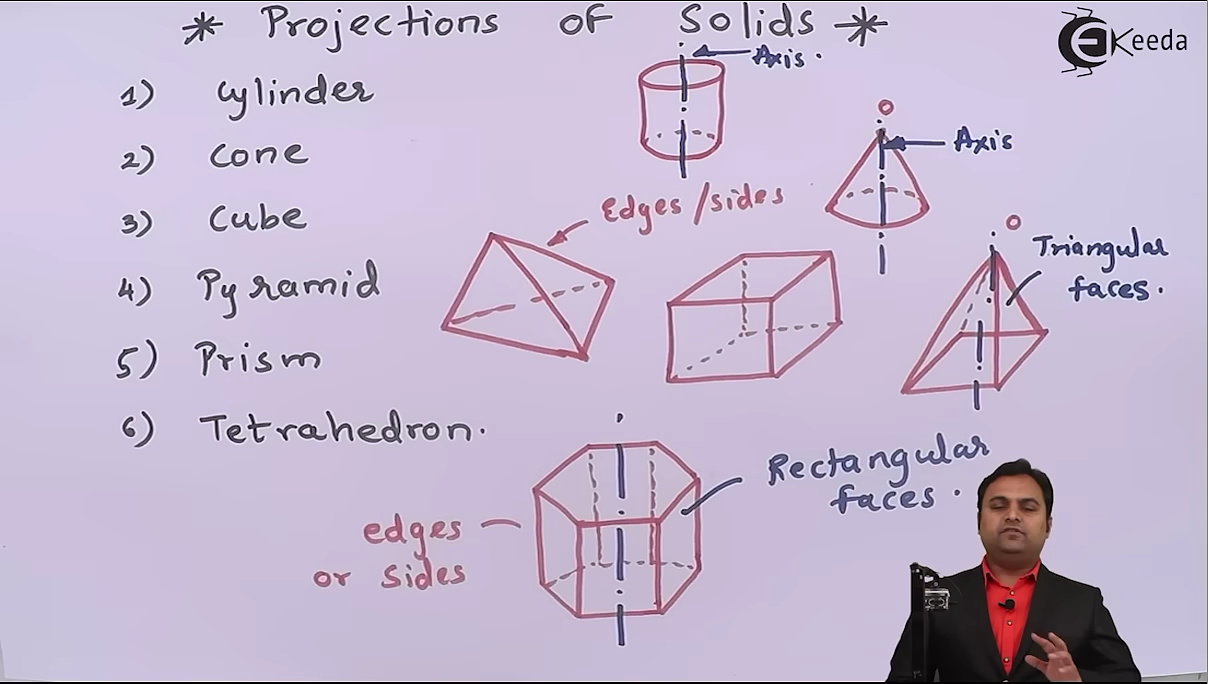 * Projections of Solids *
EKeeda
Axis.
1) Cylinder
O
Axis
2) Cone
Edges/sides
3) Cube
O
Triangular
faces.
4) Pyramid
5) Prism
6) Tetrahedron.
Rectangular
faces.
edges
or sides